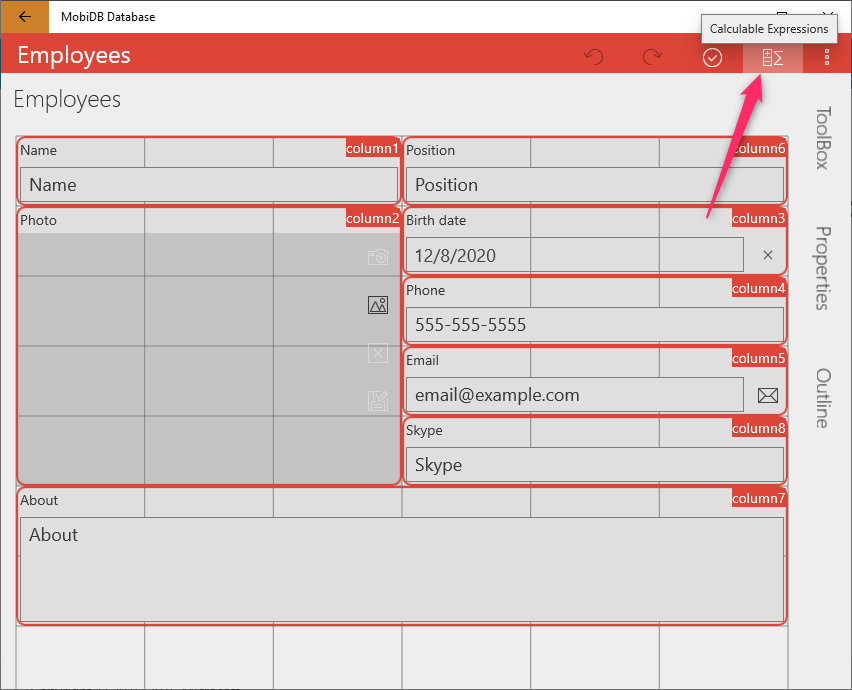 MobiDB Database
Calculable Expressions
Employees
Employees
Name column1
Name
Position column6
Position
Photo column2
Birth date column3
12/8/2020
Phone column4
555-555-5555
Email column5
email@example.com
Skype column8
Skype
About column7
About
ToolBox
Properties
Outline